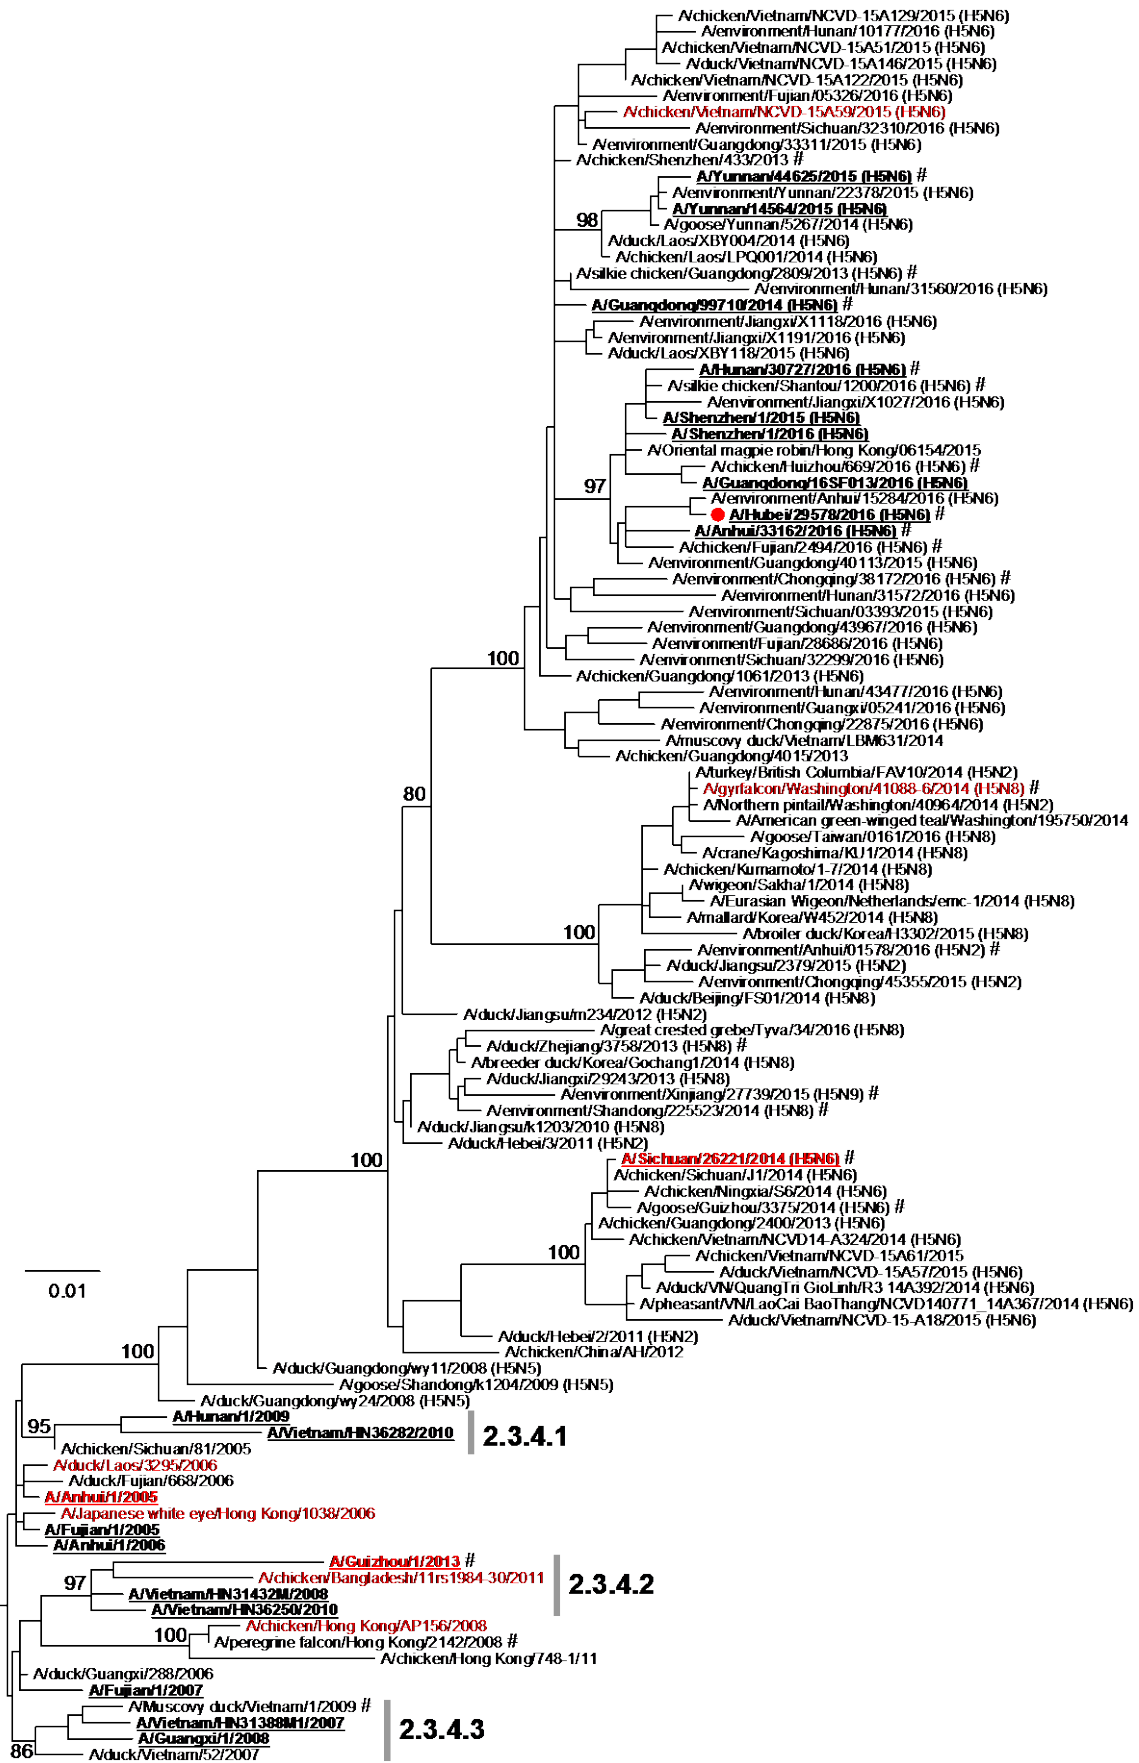 A/chicken/Vietnam/NCVD-15A129/2015 (H5N6)
A/environment/Hunan/10177/2016 (H5N6)
A/chicken/Vietnam/NCVD-15A51/2015 (H5N6)
A/duck/Vietnam/NCVD-15A146/2015 (H5N6)
A/chicken/Vietnam/NCVD-15A122/2015 (H5N6)
A/environment/Fujian/05326/2016 (H5N6)
A/chicken/Vietnam/NCVD-15A59/2015 (H5N6)
A/environment/Sichuan/32310/2016 (H5N6)
A/environment/Guangdong/33311/2015 (H5N6)
A/chicken/Shenzhen/433/2013 #
A/Yunnan/44625/2015 (H5N6) #
A/environment/Yunnan/22378/2015 (H5N6)
A/Yunnan/14564/2015 (H5N6)
98
A/goose/Yunnan/5267/2014 (H5N6)
A/duck/Laos/XBY004/2014 (H5N6)
A/chicken/Laos/LPQ001/2014 (H5N6)
A/silkie chicken/Guangdong/2809/2013 (H5N6) #
A/environment/Hunan/31560/2016 (H5N6)
A/Guangdong/99710/2014 (H5N6) #
A/environment/Jiangxi/X1118/2016 (H5N6)
A/environment/Jiangxi/X1191/2016 (H5N6)
A/duck/Laos/XBY118/2015 (H5N6)
A/Hunan/30727/2016 (H5N6) #
A/silkie chicken/Shantou/1200/2016 (H5N6) #
A/environment/Jiangxi/X1027/2016 (H5N6)
A/Shenzhen/1/2015 (H5N6)
A/Shenzhen/1/2016 (H5N6)
A/Oriental magpie robin/Hong Kong/06154/2015
A/chicken/Huizhou/669/2016 (H5N6) #
A/Guangdong/16SF013/2016 (H5N6)
97
A/environment/Anhui/15284/2016 (H5N6)
A/Hubei/29578/2016 (H5N6) #
A/Anhui/33162/2016 (H5N6) #
A/chicken/Fujian/2494/2016 (H5N6) #
A/environment/Guangdong/40113/2015 (H5N6)
A/environment/Chongqing/38172/2016 (H5N6) #
A/environment/Hunan/31572/2016 (H5N6)
A/environment/Sichuan/03393/2015 (H5N6)
A/environment/Guangdong/43967/2016 (H5N6)
A/environment/Fujian/28686/2016 (H5N6)
100
A/environment/Sichuan/32299/2016 (H5N6)
A/chicken/Guangdong/1061/2013 (H5N6)
A/environment/Hunan/43477/2016 (H5N6)
A/environment/Guangxi/05241/2016 (H5N6)
A/environment/Chongqing/22875/2016 (H5N6)
A/muscovy duck/Vietnam/LBM631/2014
A/chicken/Guangdong/4015/2013
A/turkey/British Columbia/FAV10/2014 (H5N2)
A/gyrfalcon/Washington/41088-6/2014 (H5N8) #
80
A/Northern pintail/Washington/40964/2014 (H5N2)
A/American green-winged teal/Washington/195750/2014
A/goose/Taiwan/0161/2016 (H5N8)
A/crane/Kagoshima/KU1/2014 (H5N8)
A/chicken/Kumamoto/1-7/2014 (H5N8)
A/wigeon/Sakha/1/2014 (H5N8)
A/Eurasian Wigeon/Netherlands/emc-1/2014 (H5N8)
A/mallard/Korea/W452/2014 (H5N8)
100
A/broiler duck/Korea/H3302/2015 (H5N8)
A/environment/Anhui/01578/2016 (H5N2) #
A/duck/Jiangsu/2379/2015 (H5N2)
A/environment/Chongqing/45355/2015 (H5N2)
A/duck/Beijing/FS01/2014 (H5N8)
A/duck/Jiangsu/m234/2012 (H5N2)
A/great crested grebe/Tyva/34/2016 (H5N8)
A/duck/Zhejiang/3758/2013 (H5N8) #
A/breeder duck/Korea/Gochang1/2014 (H5N8)
A/duck/Jiangxi/29243/2013 (H5N8)
A/environment/Xinjiang/27739/2015 (H5N9) #
A/environment/Shandong/225523/2014 (H5N8) #
A/duck/Jiangsu/k1203/2010 (H5N8)
A/duck/Hebei/3/2011 (H5N2)
100
A/Sichuan/26221/2014 (H5N6) #
A/chicken/Sichuan/J1/2014 (H5N6)
A/chicken/Ningxia/S6/2014 (H5N6)
A/goose/Guizhou/3375/2014 (H5N6) #
A/chicken/Guangdong/2400/2013 (H5N6)
A/chicken/Vietnam/NCVD14-A324/2014 (H5N6)
100
A/chicken/Vietnam/NCVD-15A61/2015
A/duck/Vietnam/NCVD-15A57/2015 (H5N6)
0.01
A/duck/VN/QuangTri GioLinh/R3 14A392/2014 (H5N6)
A/pheasant/VN/LaoCai BaoThang/NCVD140771_14A367/2014 (H5N6)
A/duck/Vietnam/NCVD-15-A18/2015 (H5N6)
A/duck/Hebei/2/2011 (H5N2)
100
A/chicken/China/AH/2012
A/duck/Guangdong/wy11/2008 (H5N5)
A/goose/Shandong/k1204/2009 (H5N5)
A/duck/Guangdong/wy24/2008 (H5N5)
A/Hunan/1/2009
95
A/Vietnam/HN36282/2010
2.3.4.1
A/chicken/Sichuan/81/2005
A/duck/Laos/3295/2006
A/duck/Fujian/668/2006
A/Anhui/1/2005
A/Japanese white eye/Hong Kong/1038/2006
A/Fujian/1/2005
A/Anhui/1/2006
A/Guizhou/1/2013 #
97
A/chicken/Bangladesh/11rs1984-30/2011
2.3.4.2
A/Vietnam/HN31432M/2008
A/Vietnam/HN36250/2010
A/chicken/Hong Kong/AP156/2008
100
A/peregrine falcon/Hong Kong/2142/2008 #
A/chicken/Hong Kong/748-1/11
A/duck/Guangxi/288/2006
A/Fujian/1/2007
A/Muscovy duck/Vietnam/1/2009 #
A/Vietnam/HN31388M1/2007
2.3.4.3
A/Guangxi/1/2008
86
A/duck/Vietnam/52/2007